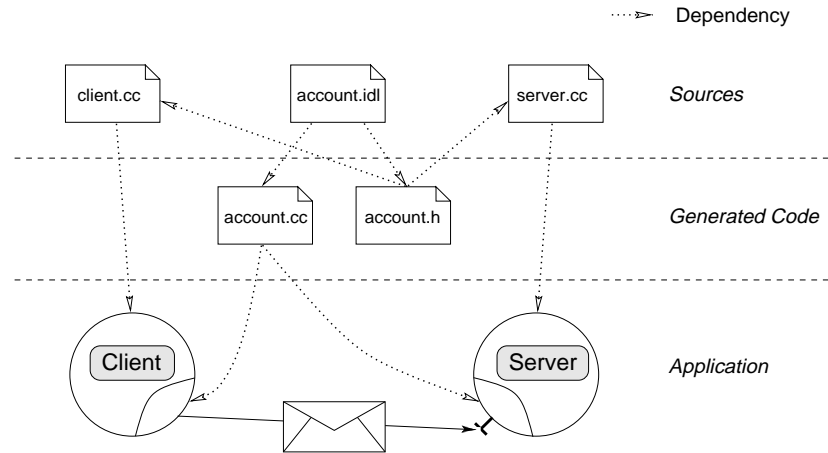 Dependency
client.cc
account.idl
server.cc
Sources
account.cc
account.h
Generated Code
Client
Server
Application